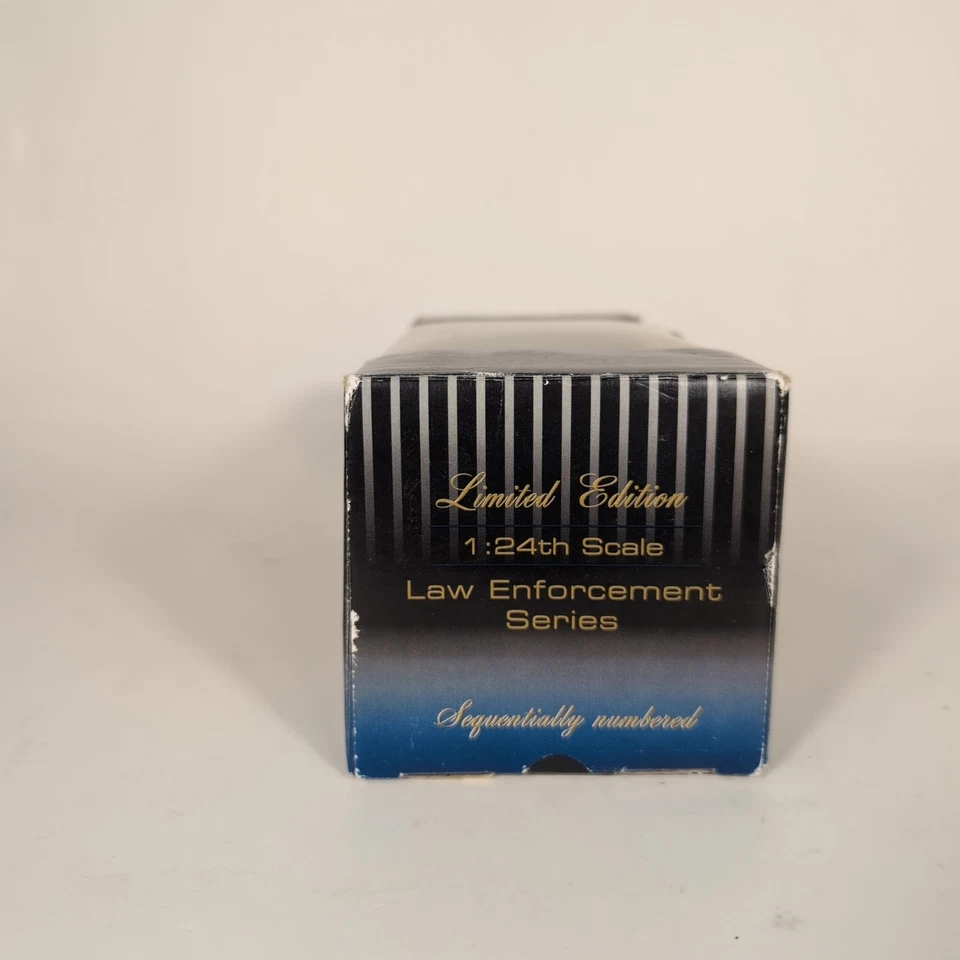 Limited Edition
1:24th Scale
Law Enforcement
Series
Sequentially numbered